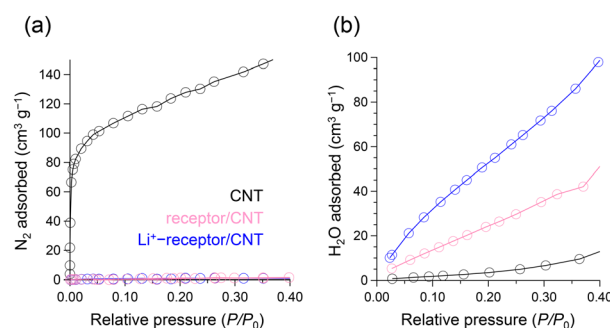 (a)
N₂ adsorbed (cm³ g⁻¹)
140
120
100
80
60
40
20
0
0.00
0.10
0.20
0.30
0.40
CNT
receptor/CNT
Li⁺−receptor/CNT
Relative pressure (P/P₀)
(b)
H₂O adsorbed (cm³ g⁻¹)
100
80
60
40
20
0
0.00
0.10
0.20
0.30
0.40
Relative pressure (P/P₀)